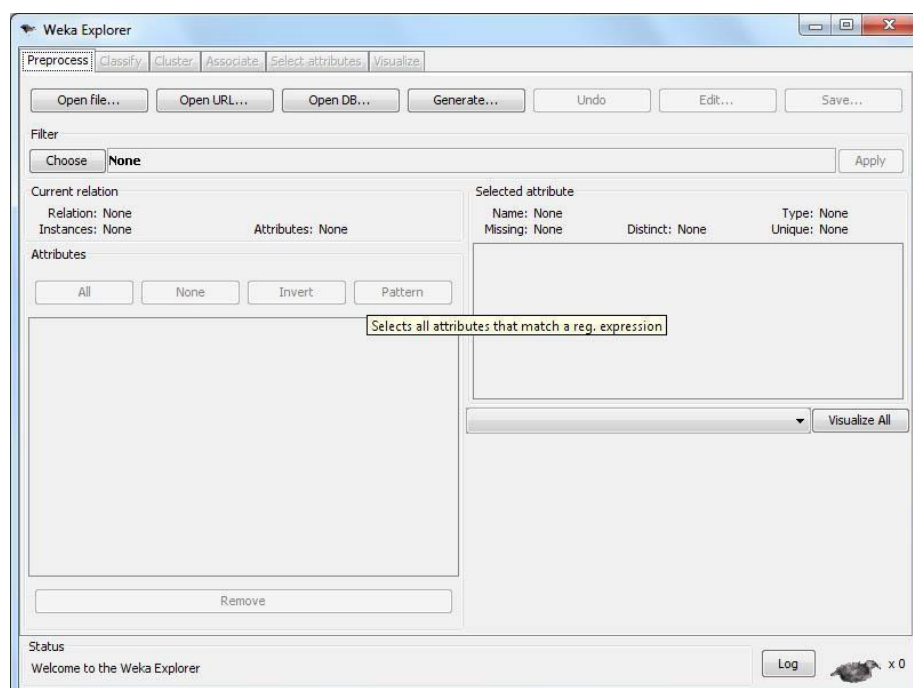 Weka Explorer
Preprocess Classify Cluster Associate Select attributes Visualize
Open file... Open URL... Open DB... Generate... Undo Edit... Save...
Filter
Choose None Apply
Current relation
Relation: None
Instances: None Attributes: None
Selected attribute
Name: None Type: None
Missing: None Distinct: None Unique: None
Attributes
All None Invert Pattern
Selects all attributes that match a reg. expression
Visualize All
Remove
Status
Welcome to the Weka Explorer
Log x 0